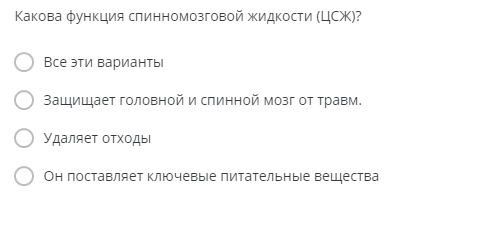 Какова функция спинномозговой жидкости (ЦСЖ)?
Все эти варианты
Защищает головной и спинной мозг от травм.
Удаляет отходы
Он поставляет ключевые питательные вещества